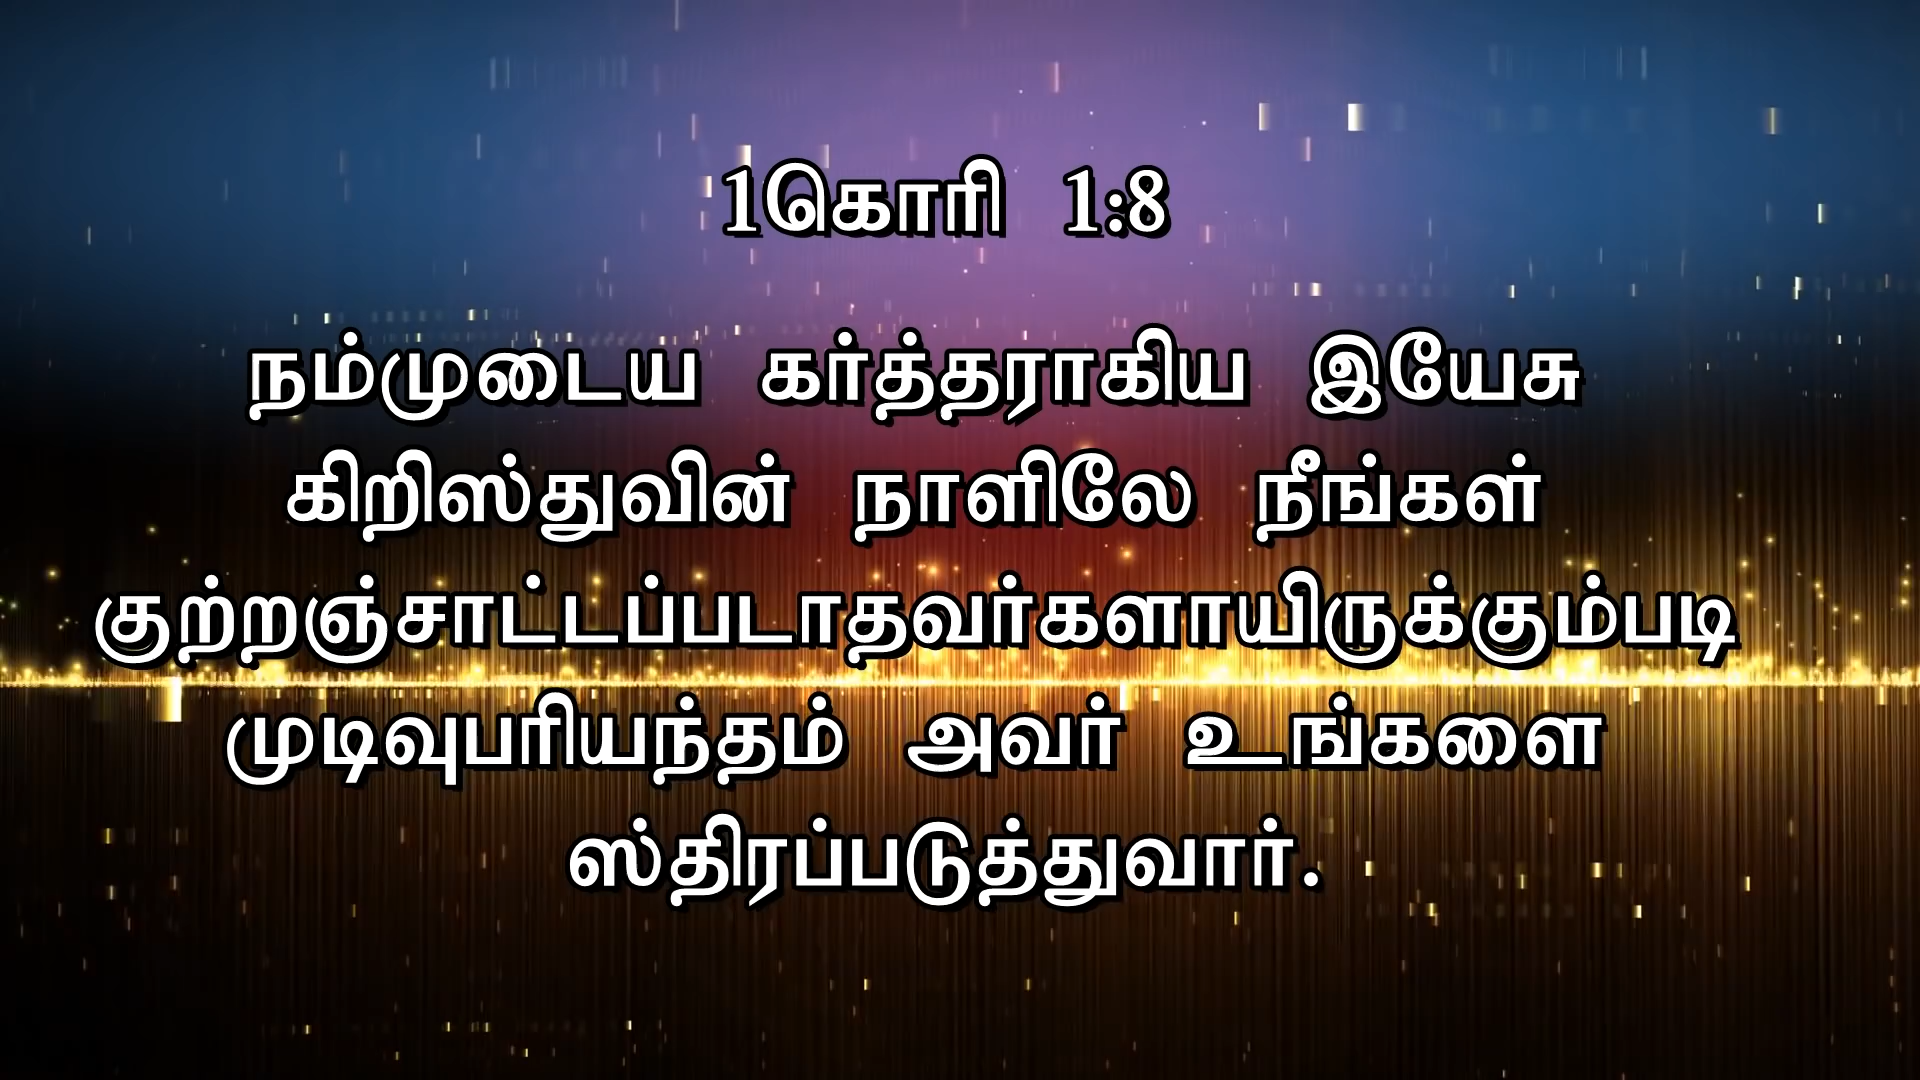 1கொரி 1:8
நம்முடைய கர்த்தராகிய இயேசு
கிறிஸ்துவின் நாளிலே நீங்கள்
குற்றஞ்சாட்டப்படாதவர்களாயிருக்கும்படி
முடிவுபரியந்தம் அவர் உங்களை
ஸ்திரப்படுத்துவார்.